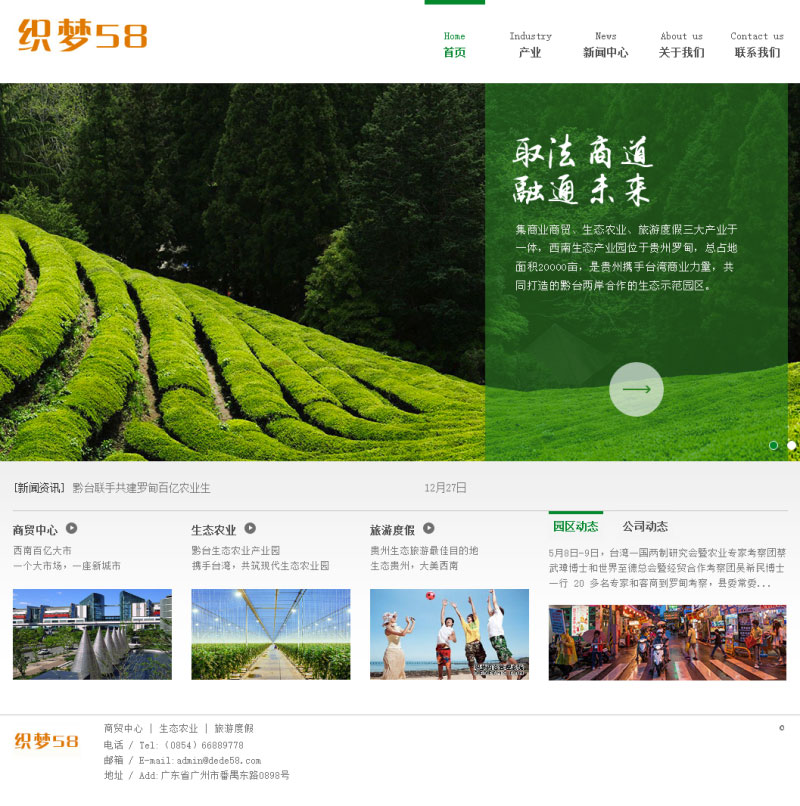 织梦58
Home Industry News About us Contact us
首页 产业 新闻中心 关于我们 联系我们
取法商道
融通未来
集商业商贸、生态农业、旅游度假三大产业于
一体，西南生态产业园位于贵州罗甸，总占地
面积20000亩，是贵州携手台湾商业力量，共
同打造的黔台两岸合作的生态示范园区。
[新闻资讯] 黔台联手共建罗甸百亿农业生 12月27日
商贸中心
西南百亿大市
一个大市场，一座新城市
生态农业
黔台生态农业产业园
携手台湾，共筑现代生态农业园
旅游度假
贵州生态旅游最佳目的地
生态贵州，大美西南
园区动态 公司动态
5月8日-9日，台湾一国两制研究会暨农业专家考察团蔡
武璋博士和世界至德总会暨经贸合作考察团吴希民博士
一行 20 多名专家和客商到罗甸考察，县委常委...
织梦58
商贸中心 | 生态农业 | 旅游度假
电话 / Tel:（0854）66889778
邮箱 / E-mail:admin@dede58.com
地址 / Add:广东省广州市番禺东路0898号
©